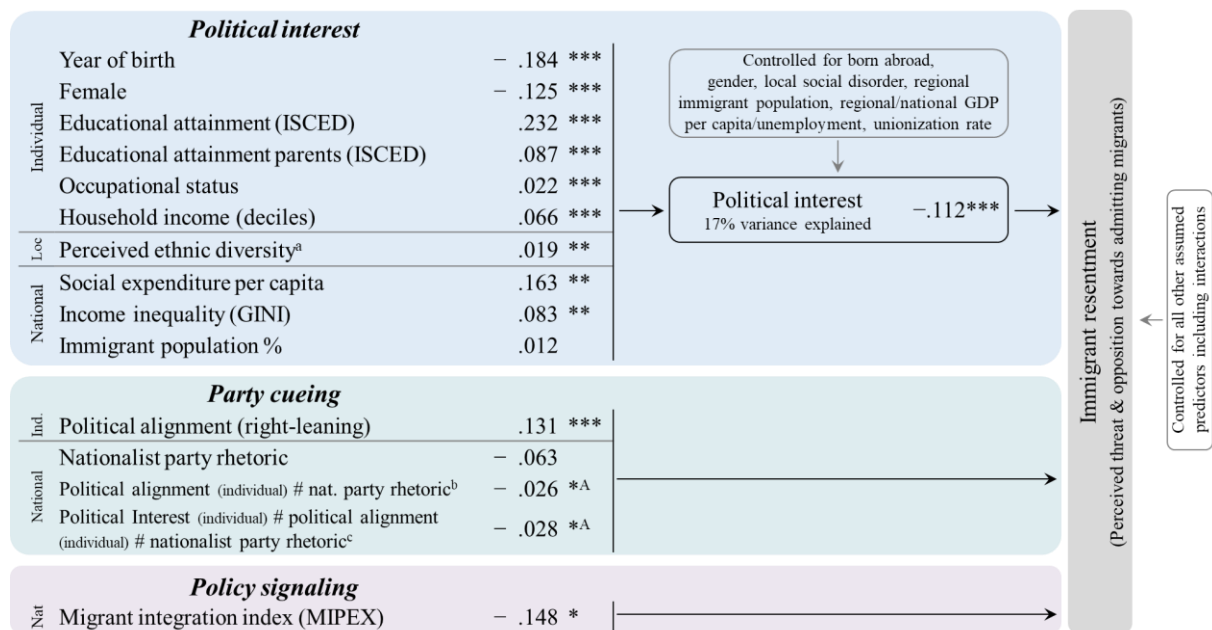 Political interest
Individual
Year of birth − .184 ***
Female − .125 ***
Educational attainment (ISCED) .232 ***
Educational attainment parents (ISCED) .087 ***
Occupational status .022 ***
Household income (deciles) .066 ***
Loc
Perceived ethnic diversityᵃ .019 **
National
Social expenditure per capita .163 **
Income inequality (GINI) .083 **
Immigrant population % .012
Controlled for born abroad,
gender, local social disorder, regional
immigrant population, regional/national GDP
per capita/unemployment, unionization rate
Political interest −.112***
17% variance explained
Party cueing
Ind.
Political alignment (right-leaning) .131 ***
National
Nationalist party rhetoric − .063
Political alignment (individual) # nat. party rhetoricᵇ − .026 *ᴬ
Political Interest (individual) # political alignment
(individual) # nationalist party rhetoricᶜ − .028 *ᴬ
Policy signaling
Nat
Migrant integration index (MIPEX) − .148 *
Immigrant resentment
(Perceived threat & opposition towards admitting migrants)
Controlled for all other assumed
predictors including interactions